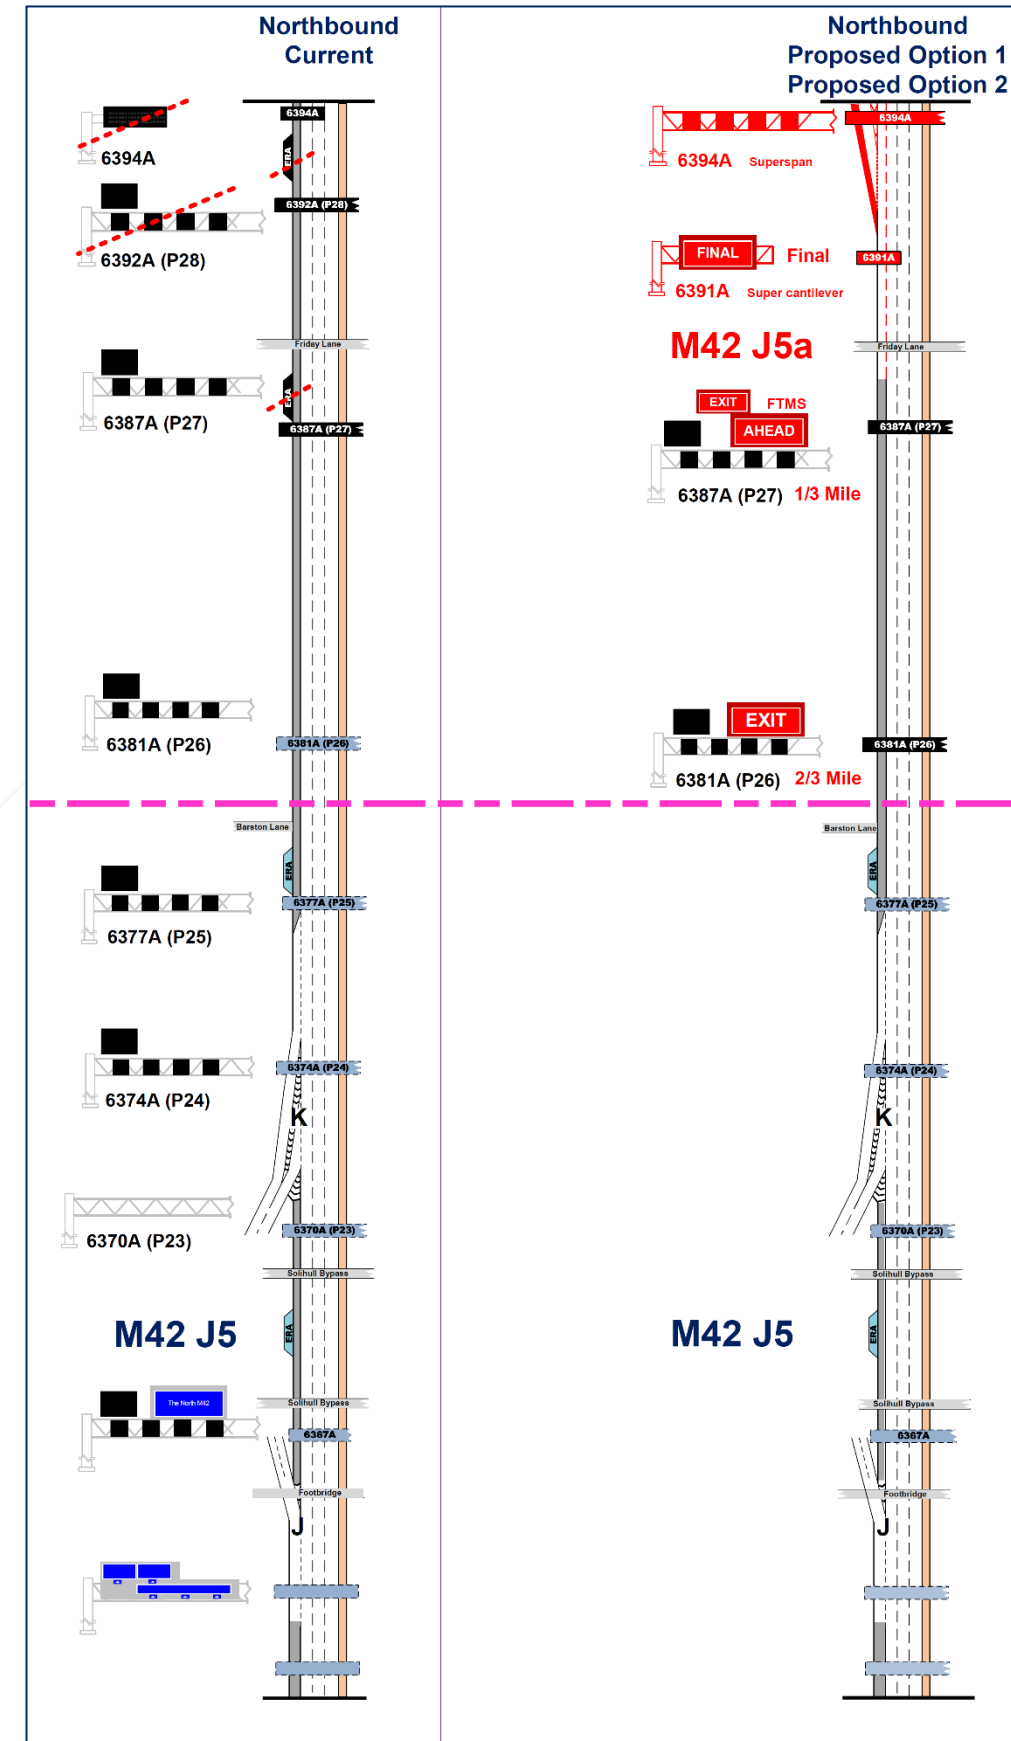 Northbound
Current
6394A
6394A
ERA
6392A (P28)
6392A (P28)
Friday Lane
ERA
6387A (P27)
6387A (P27)
6381A (P26)
6381A (P26)
Barston Lane
ERA
6377A (P25)
6377A (P25)
6374A (P24)
6374A (P24)
K
6370A (P23)
6370A (P23)
Solihull Bypass
M42 J5
ERA
The North M42
Solihull Bypass
6367A
Footbridge
J
Northbound
Proposed Option 1
Proposed Option 2
6394A
6394A Superspan
FINAL
Final
6391A
6391A Super cantilever
M42 J5a
Friday Lane
EXIT
FTMS
AHEAD
6387A (P27)
6387A (P27) 1/3 Mile
EXIT
6381A (P26)
6381A (P26) 2/3 Mile
Barston Lane
ERA
6377A (P25)
6374A (P24)
K
6370A (P23)
Solihull Bypass
M42 J5
ERA
Solihull Bypass
6367A
Footbridge
J